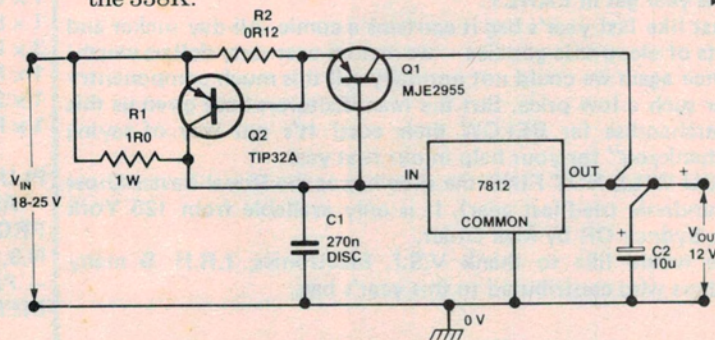 the 338K.
R2
0R12
Q1
MJE2955
R1
1R0
1 W
Q2
TIP32A
VIN
18-25 V
IN
7812
OUT
COMMON
C1
270n
DISC
+
C2
10u
+
VOUT
12 V
0 V